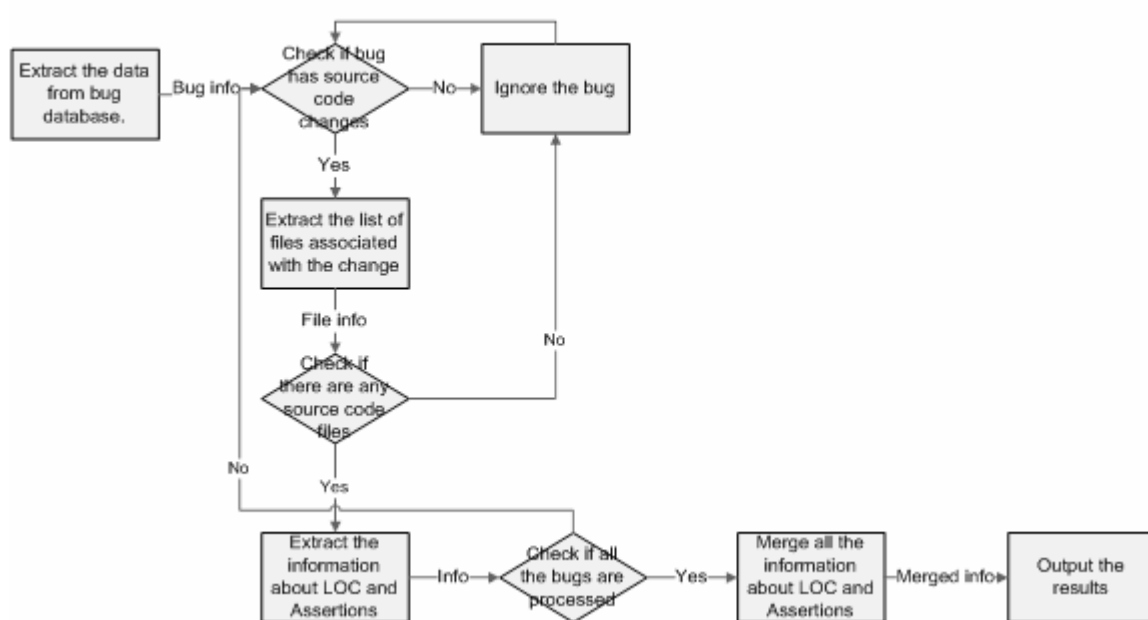 Extract the data
from bug
database.
Bug info
Check if bug
has source
code
changes
No
Ignore the bug
Yes
Extract the list of
files associated
with the change
File info
No
Check if
there are any
source code
files
No
Yes
Extract the
information
about LOC and
Assertions
Info
Check if all
the bugs are
processed
Yes
Merge all the
information
about LOC and
Assertions
Merged info
Output the
results